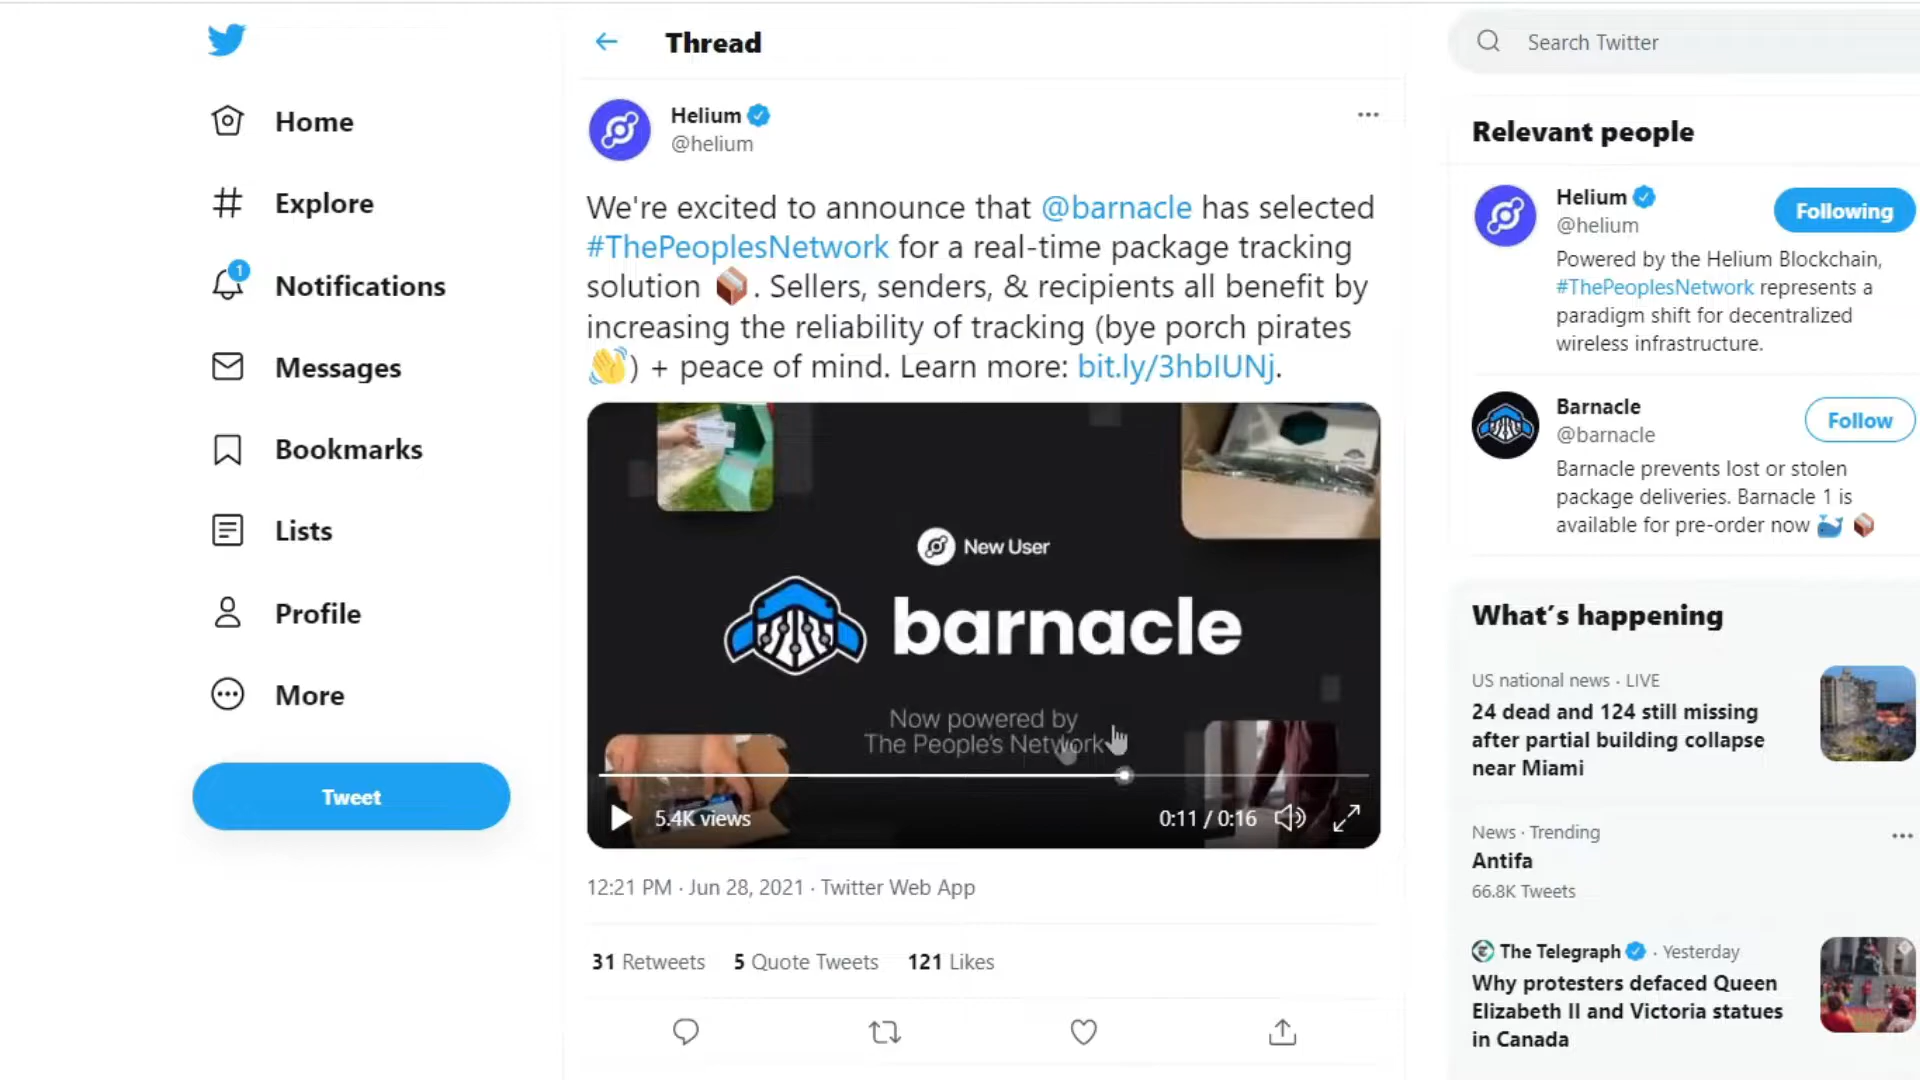 Thread
Search Twitter
Home
Explore
1
Notifications
Messages
Bookmarks
Lists
Profile
More
Tweet
Helium
@helium
We're excited to announce that @barnacle has selected
#ThePeoplesNetwork for a real-time package tracking
solution 📦. Sellers, senders, & recipients all benefit by
increasing the reliability of tracking (bye porch pirates
👋) + peace of mind. Learn more: bit.ly/3hbIUNj.
New User
barnacle
Now powered by
The People's Network
5.4K views
0:11 / 0:16
12:21 PM · Jun 28, 2021 · Twitter Web App
31 Retweets 5 Quote Tweets 121 Likes
Relevant people
Helium
@helium
Following
Powered by the Helium Blockchain,
#ThePeoplesNetwork represents a
paradigm shift for decentralized
wireless infrastructure.
Barnacle
@barnacle
Follow
Barnacle prevents lost or stolen
package deliveries. Barnacle 1 is
available for pre-order now 🐳 📦
What's happening
US national news · LIVE
24 dead and 124 still missing
after partial building collapse
near Miami
News · Trending
Antifa
66.8K Tweets
The Telegraph · Yesterday
Why protesters defaced Queen
Elizabeth II and Victoria statues
in Canada